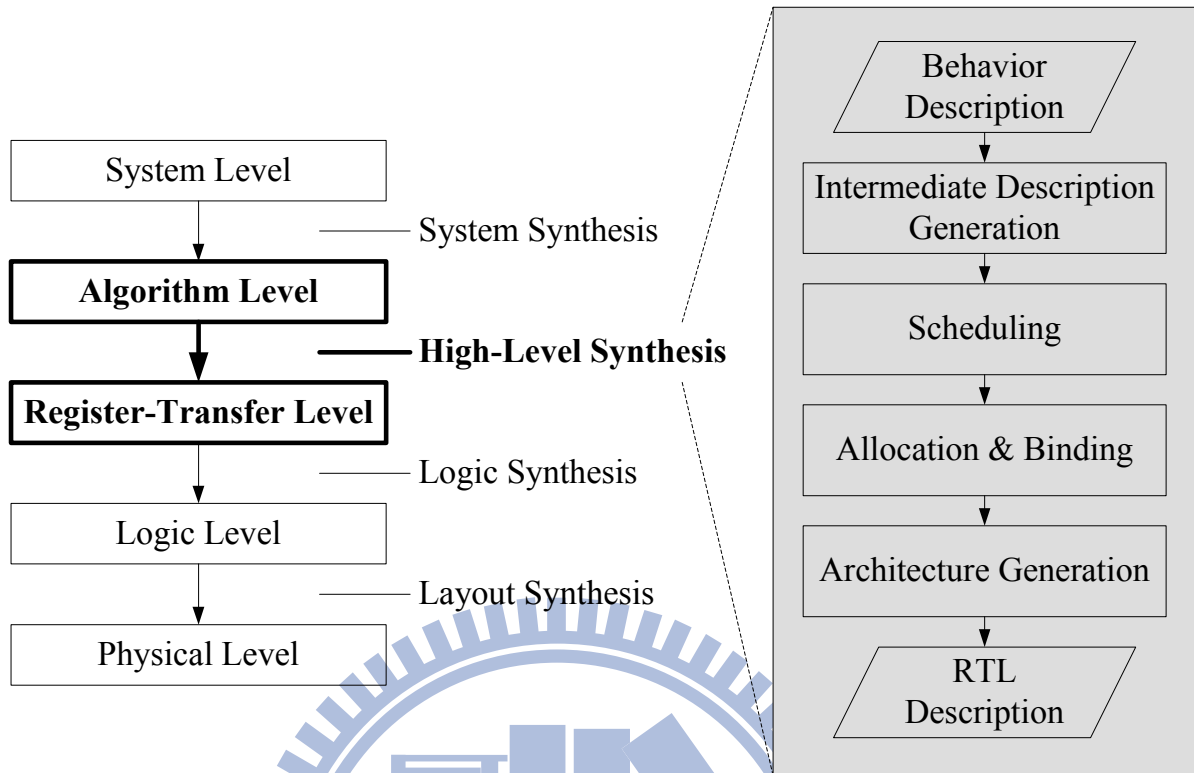 System Level
System Synthesis
Algorithm Level
High-Level Synthesis
Register-Transfer Level
Logic Synthesis
Logic Level
Layout Synthesis
Physical Level
Behavior
Description
Intermediate Description
Generation
Scheduling
Allocation & Binding
Architecture Generation
RTL
Description